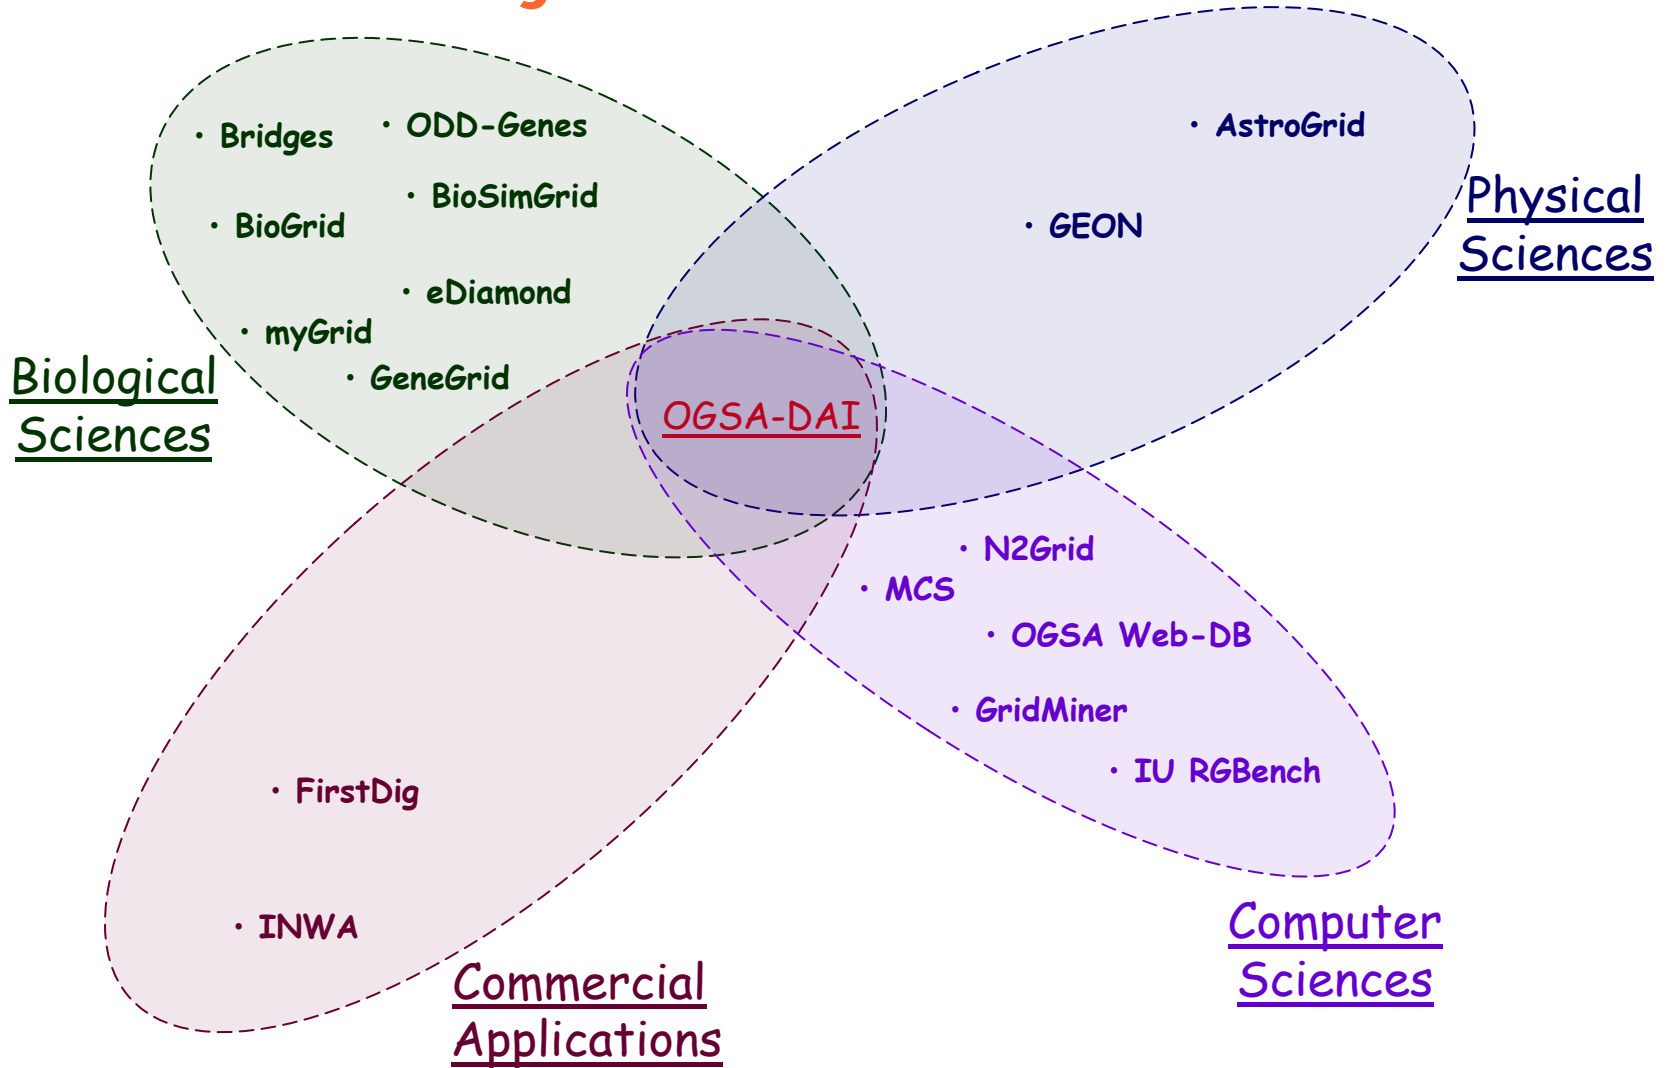 • Bridges
• ODD-Genes
• BioSimGrid
• BioGrid
• eDiamond
• myGrid
• GeneGrid
Biological
Sciences
• AstroGrid
• GEON
Physical
Sciences
OGSA-DAI
• N2Grid
• MCS
• OGSA Web-DB
• GridMiner
• IU RGBench
Computer
Sciences
• FirstDig
• INWA
Commercial
Applications